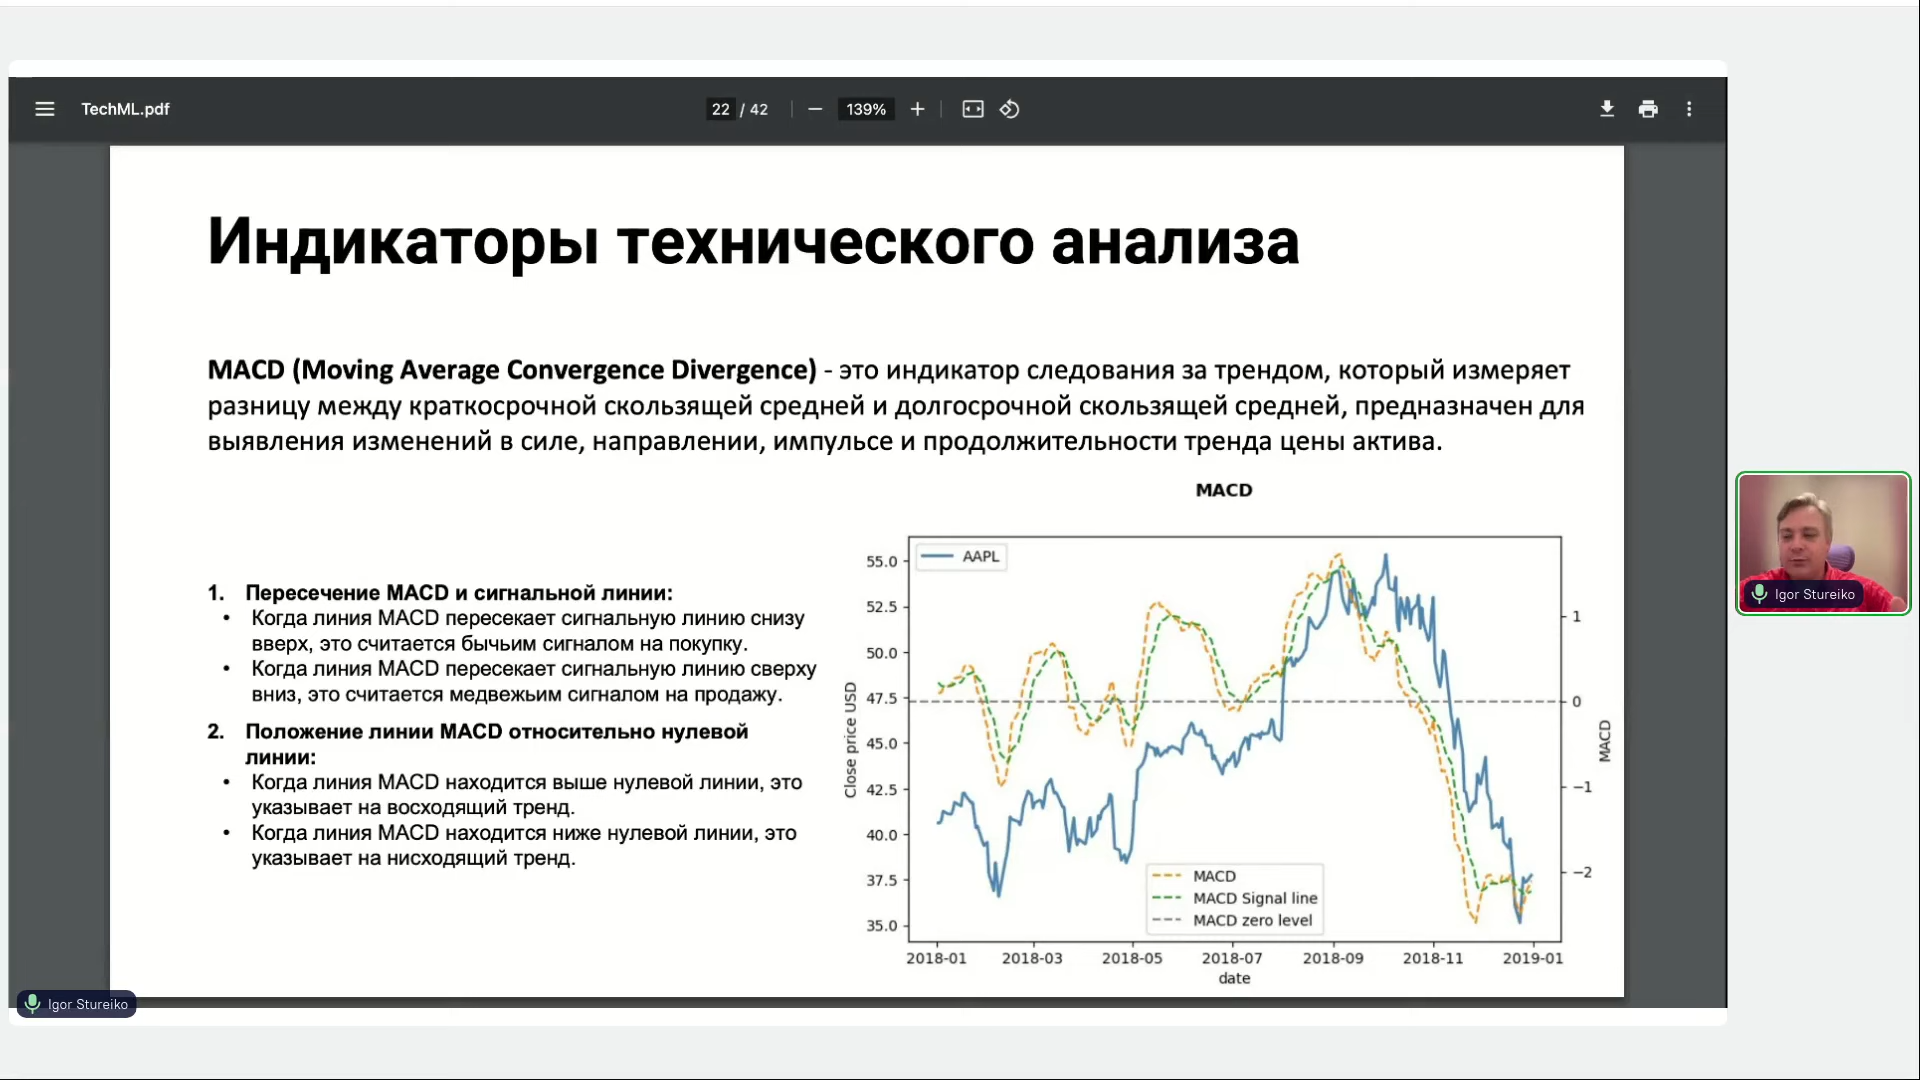 TechML.pdf
22 / 42
139%
Индикаторы технического анализа
MACD (Moving Average Convergence Divergence) - это индикатор следования за трендом, который измеряет
разницу между краткосрочной скользящей средней и долгосрочной скользящей средней, предназначен для
выявления изменений в силе, направлении, импульсе и продолжительности тренда цены актива.
1. Пересечение MACD и сигнальной линии:
• Когда линия MACD пересекает сигнальную линию снизу
вверх, это считается бычьим сигналом на покупку.
• Когда линия MACD пересекает сигнальную линию сверху
вниз, это считается медвежьим сигналом на продажу.
2. Положение линии MACD относительно нулевой
линии:
• Когда линия MACD находится выше нулевой линии, это
указывает на восходящий тренд.
• Когда линия MACD находится ниже нулевой линии, это
указывает на нисходящий тренд.
MACD
AAPL
55.0
52.5
50.0
47.5
45.0
42.5
40.0
37.5
35.0
Close price USD
1
0
−1
−2
MACD
MACD
MACD Signal line
MACD zero level
2018-01 2018-03 2018-05 2018-07 2018-09 2018-11 2019-01
date
Igor Stureiko
Igor Stureiko